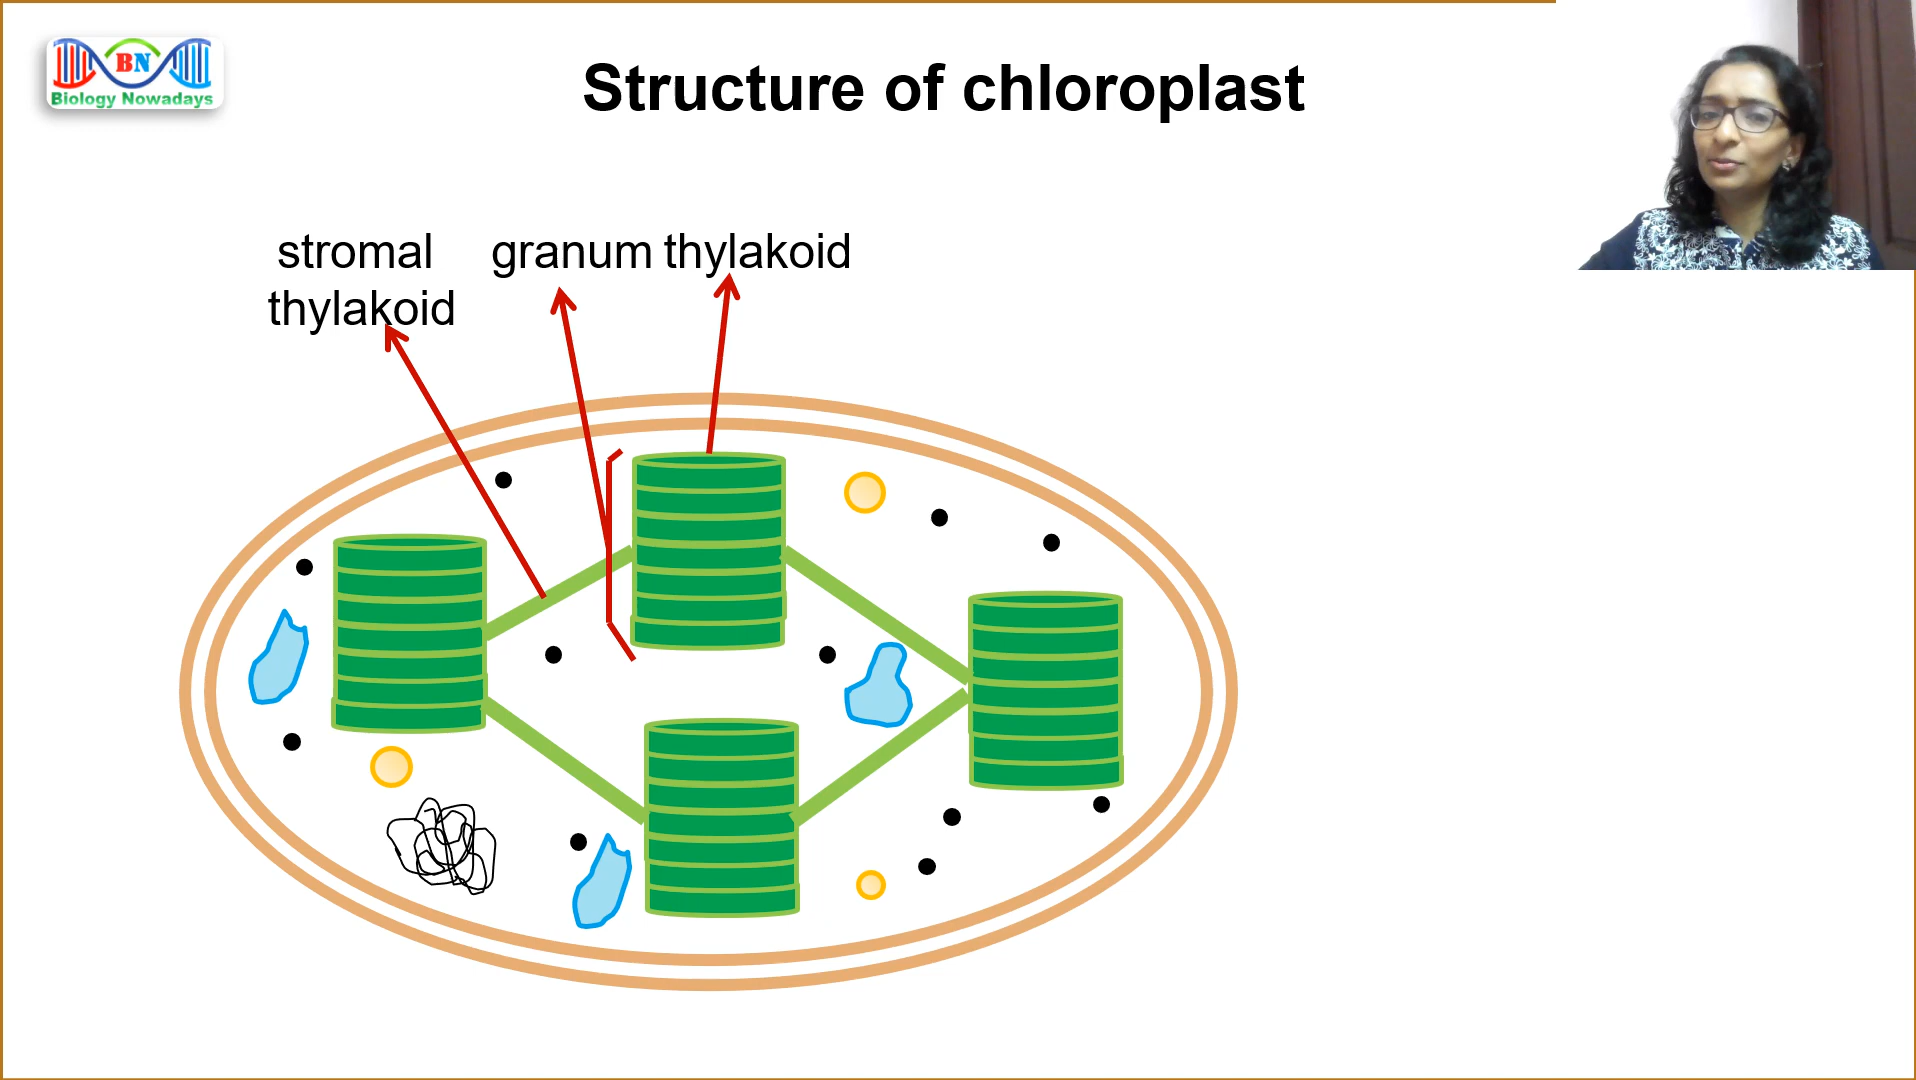 BN
Biology Nowadays
Structure of chloroplast
stromal
thylakoid
granum
thylakoid